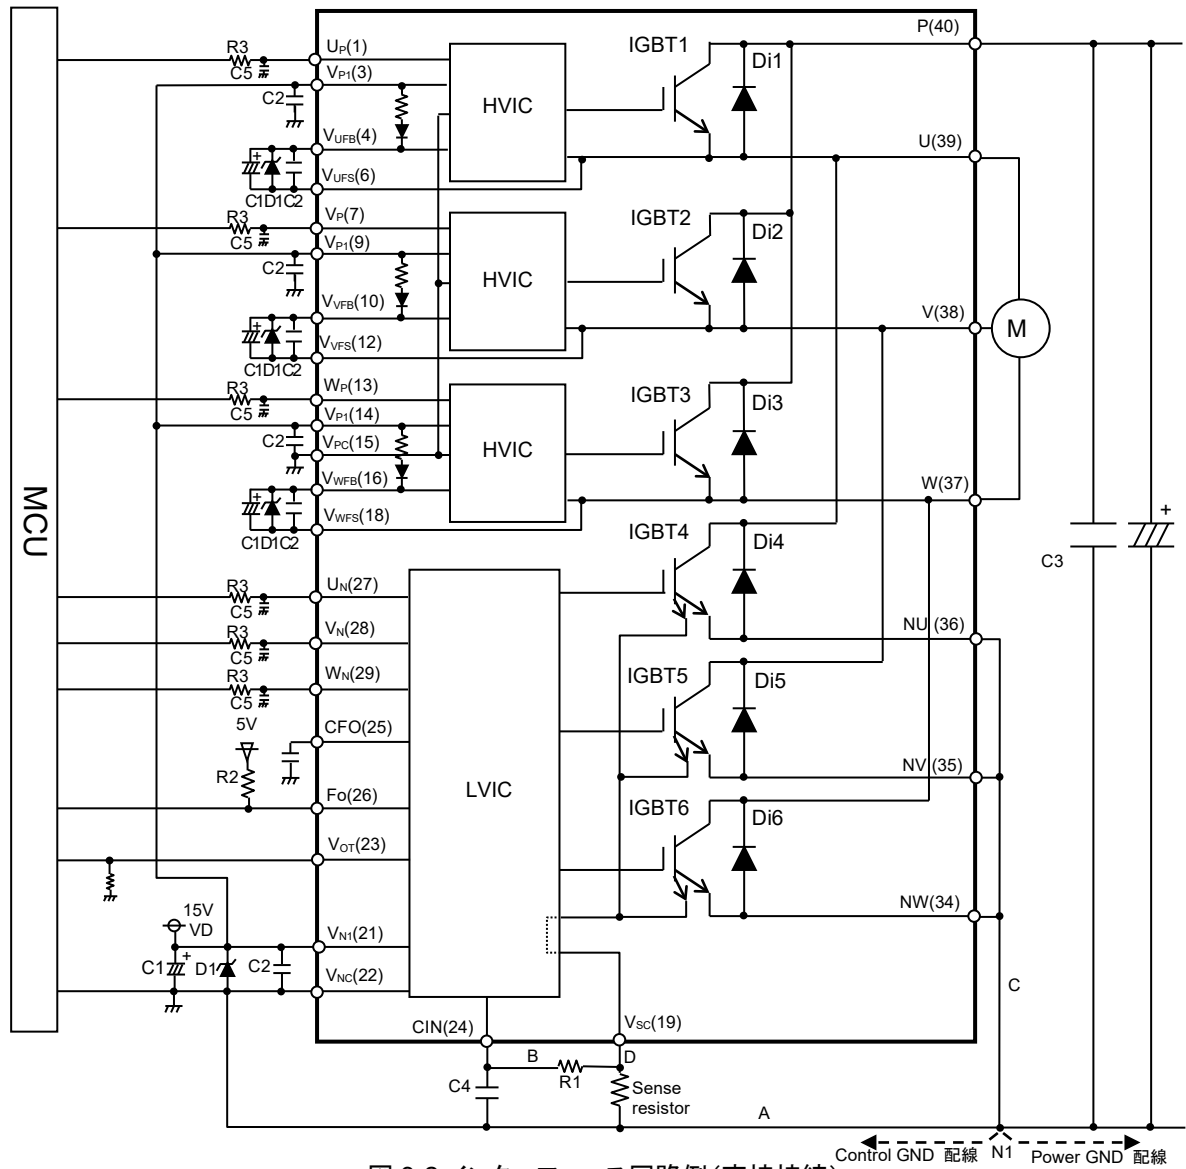 P(40)
R3
C5
UP(1)
VP1(3)
C2
HVIC
IGBT1
Di1
VUFB(4)
+
U(39)
VUFS(6)
C1D1C2
R3
C5
VP(7)
VP1(9)
C2
HVIC
IGBT2
Di2
VVFB(10)
+
V(38)
M
VVFS(12)
C1D1C2
R3
C5
WP(13)
VP1(14)
C2
VPC(15)
HVIC
IGBT3
Di3
VWFB(16)
+
W(37)
VWFS(18)
C1D1C2
MCU
IGBT4
Di4
C3
+
R3
C5
UN(27)
R3
C5
VN(28)
NU(36)
R3
C5
WN(29)
IGBT5
Di5
5V
CFO(25)
R2
NV(35)
Fo(26)
LVIC
IGBT6
Di6
VOT(23)
NW(34)
15V
VD
VN1(21)
C1
+
D1
C2
VNC(22)
C
CIN(24)
VSC(19)
B
D
R1
C4
Sense
resistor
A
Control GND 配線
N1
Power GND 配線